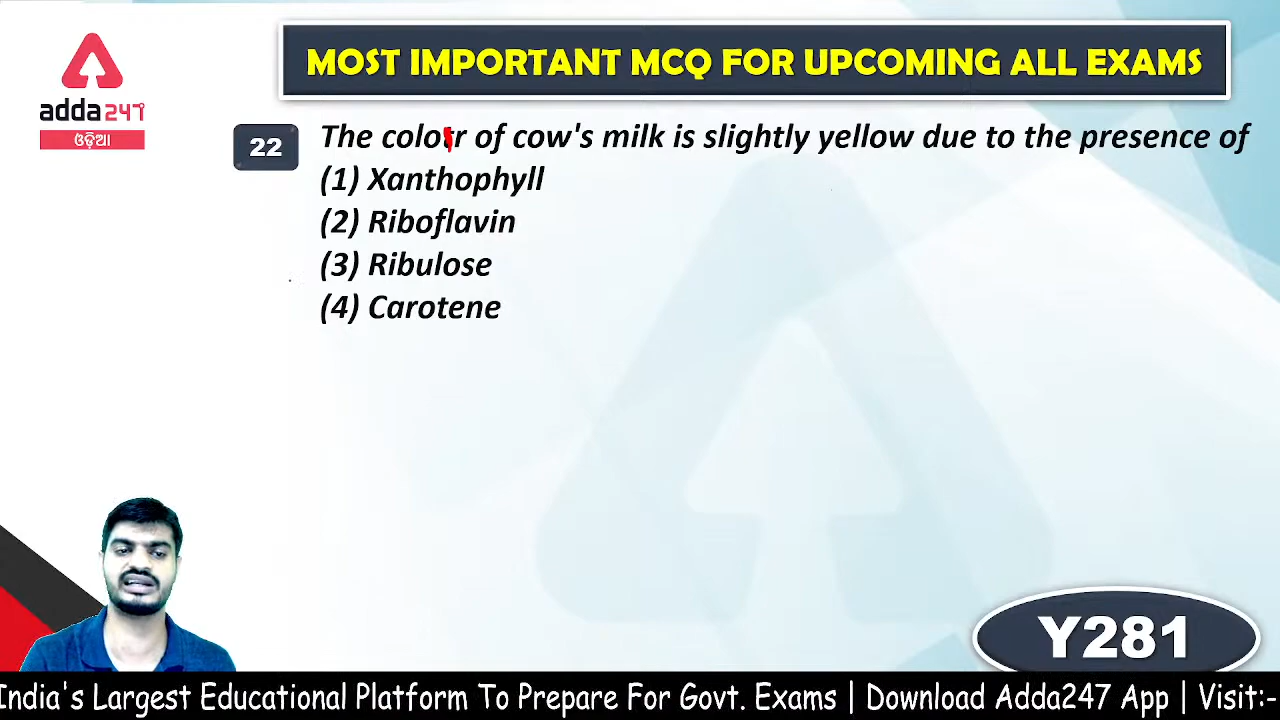 MOST IMPORTANT MCQ FOR UPCOMING ALL EXAMS
adda247
ଓଡ଼ିଆ
22
The colour of cow's milk is slightly yellow due to the presence of
(1) Xanthophyll
(2) Riboflavin
(3) Ribulose
(4) Carotene
Y281
India's Largest Educational Platform To Prepare For Govt. Exams | Download Adda247 App | Visit:-